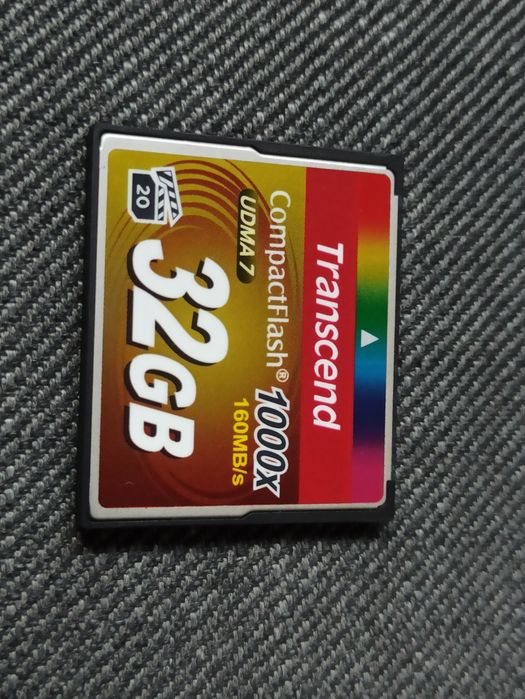 Transcend
CompactFlash® 1000x
UDMA 7 160MB/s
32GB
20